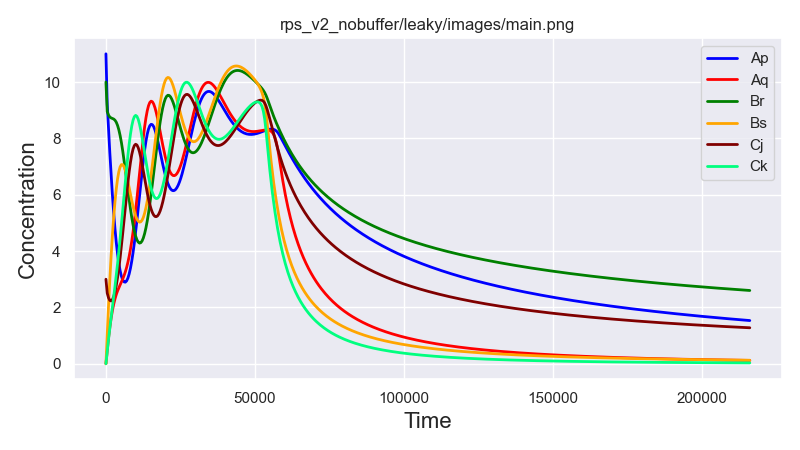 rps_v2_nobuffer/leaky/images/main.png
Concentration
10
8
6
4
2
0
0
50000
100000
150000
200000
Time
Ap
Aq
Br
Bs
Cj
Ck